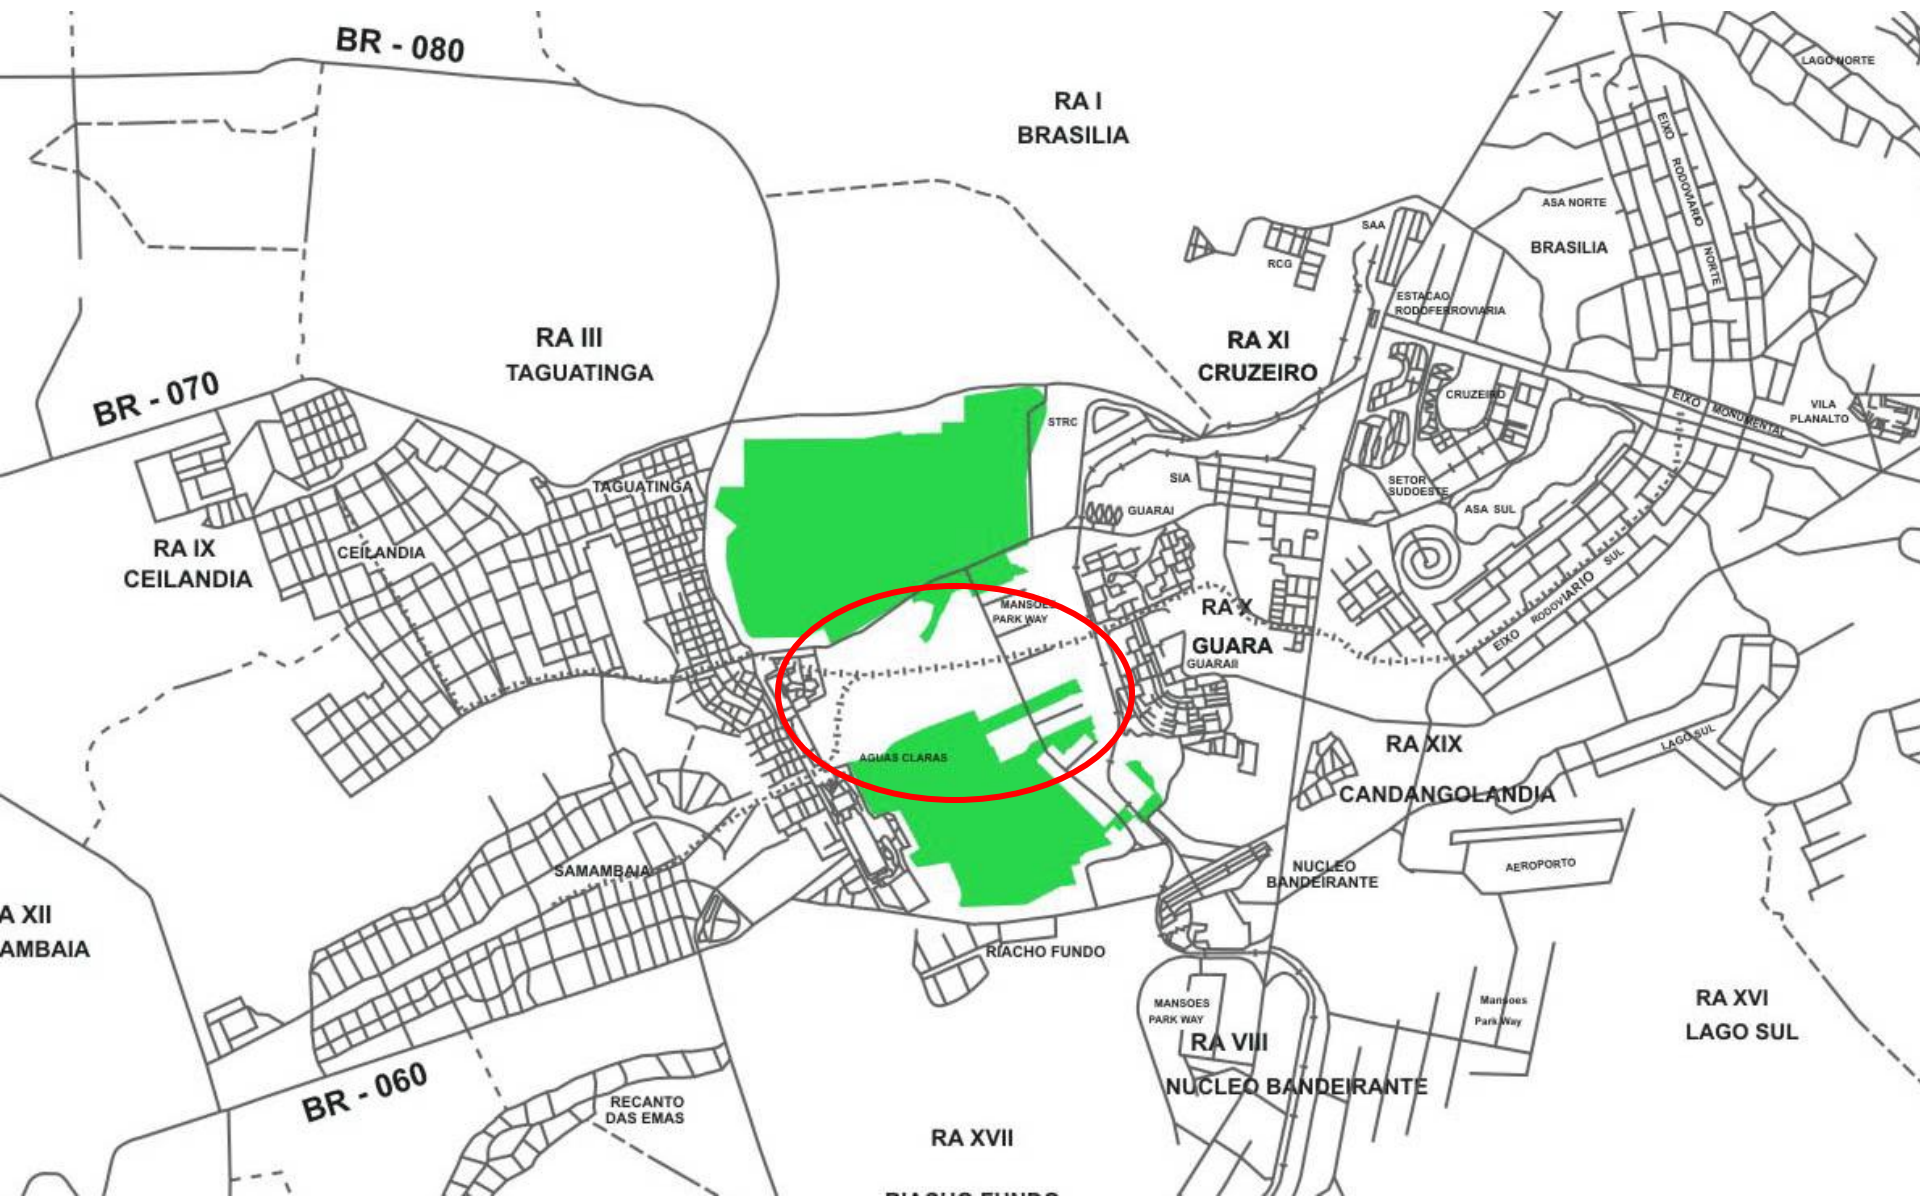 BR - 080
RA I
BRASILIA
LAGO NORTE
EIXO
RODOVIARIO
NORTE
ASA NORTE
BRASILIA
SAA
RCG
ESTACAO
RODOFERROVIARIA
RA III
TAGUATINGA
RA XI
CRUZEIRO
BR - 070
CRUZEIRO
EIXO
MONUMENTAL
VILA
PLANALTO
STRC
SIA
SETOR
SUDOESTE
ASA SUL
TAGUATINGA
GUARAI
RA IX
CEILANDIA
CEILANDIA
MANSOES
PARK WAY
RA X
GUARA
GUARAII
EIXO
RODOVIARIO
SUL
AGUAS CLARAS
RA XIX
CANDANGOLANDIA
LAGO SUL
SAMAMBAIA
NUCLEO
BANDEIRANTE
AEROPORTO
A XII
AMBAIA
RIACHO FUNDO
MANSOES
PARK WAY
Mansoes
Park Way
RA XVI
LAGO SUL
RA VIII
NUCLEO BANDEIRANTE
BR - 060
RECANTO
DAS EMAS
RA XVII
RIACHO FUNDO